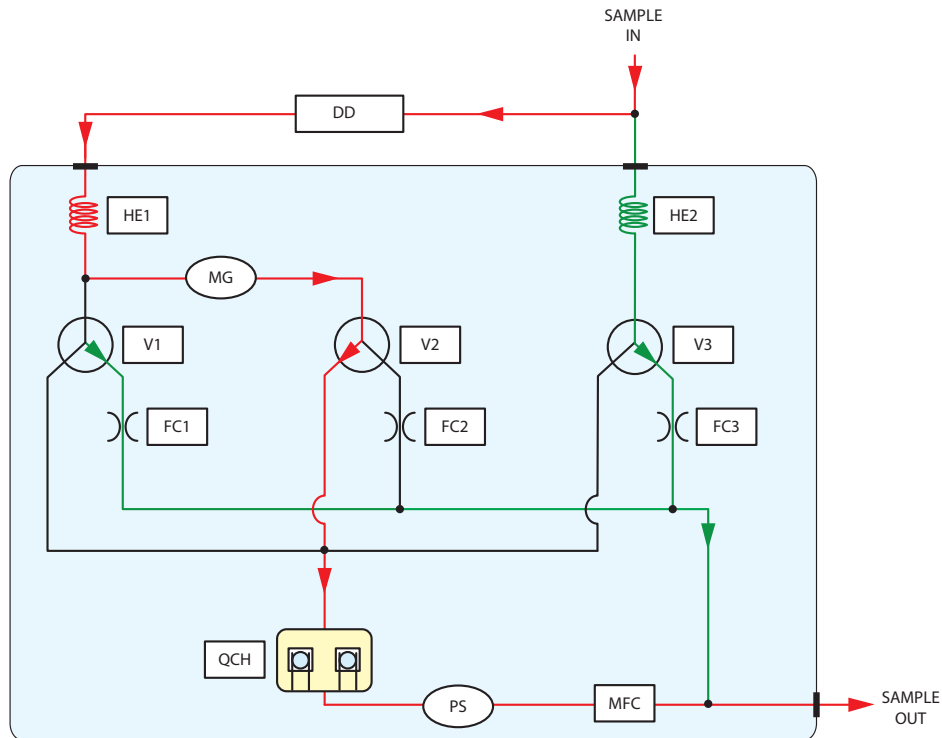 SAMPLE
IN
DD
HE1
HE2
MG
V1
V2
V3
FC1
FC2
FC3
QCH
PS
MFC
SAMPLE
OUT